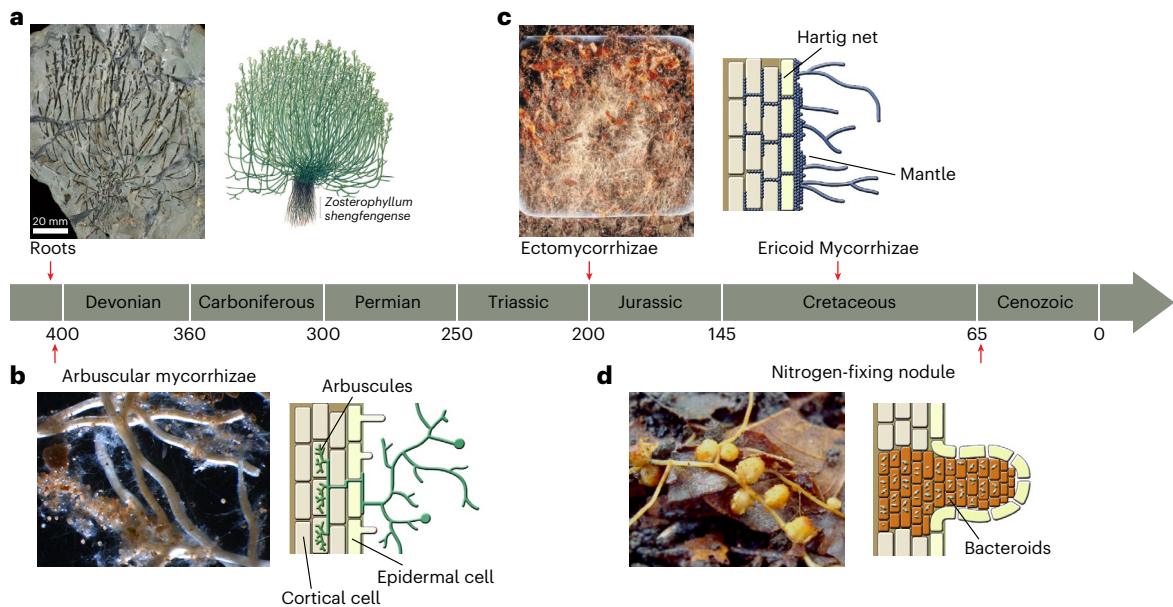 a
20 mm
Zosterophyllum
shengfengense
c
Hartig net
Mantle
Roots
Ectomycorrhizae
Ericoid Mycorrhizae
Devonian
Carboniferous
Permian
Triassic
Jurassic
Cretaceous
Cenozoic
400
360
300
250
200
145
65
0
b
Arbuscular mycorrhizae
Arbuscules
Epidermal cell
Cortical cell
d
Nitrogen-fixing nodule
Bacteroids